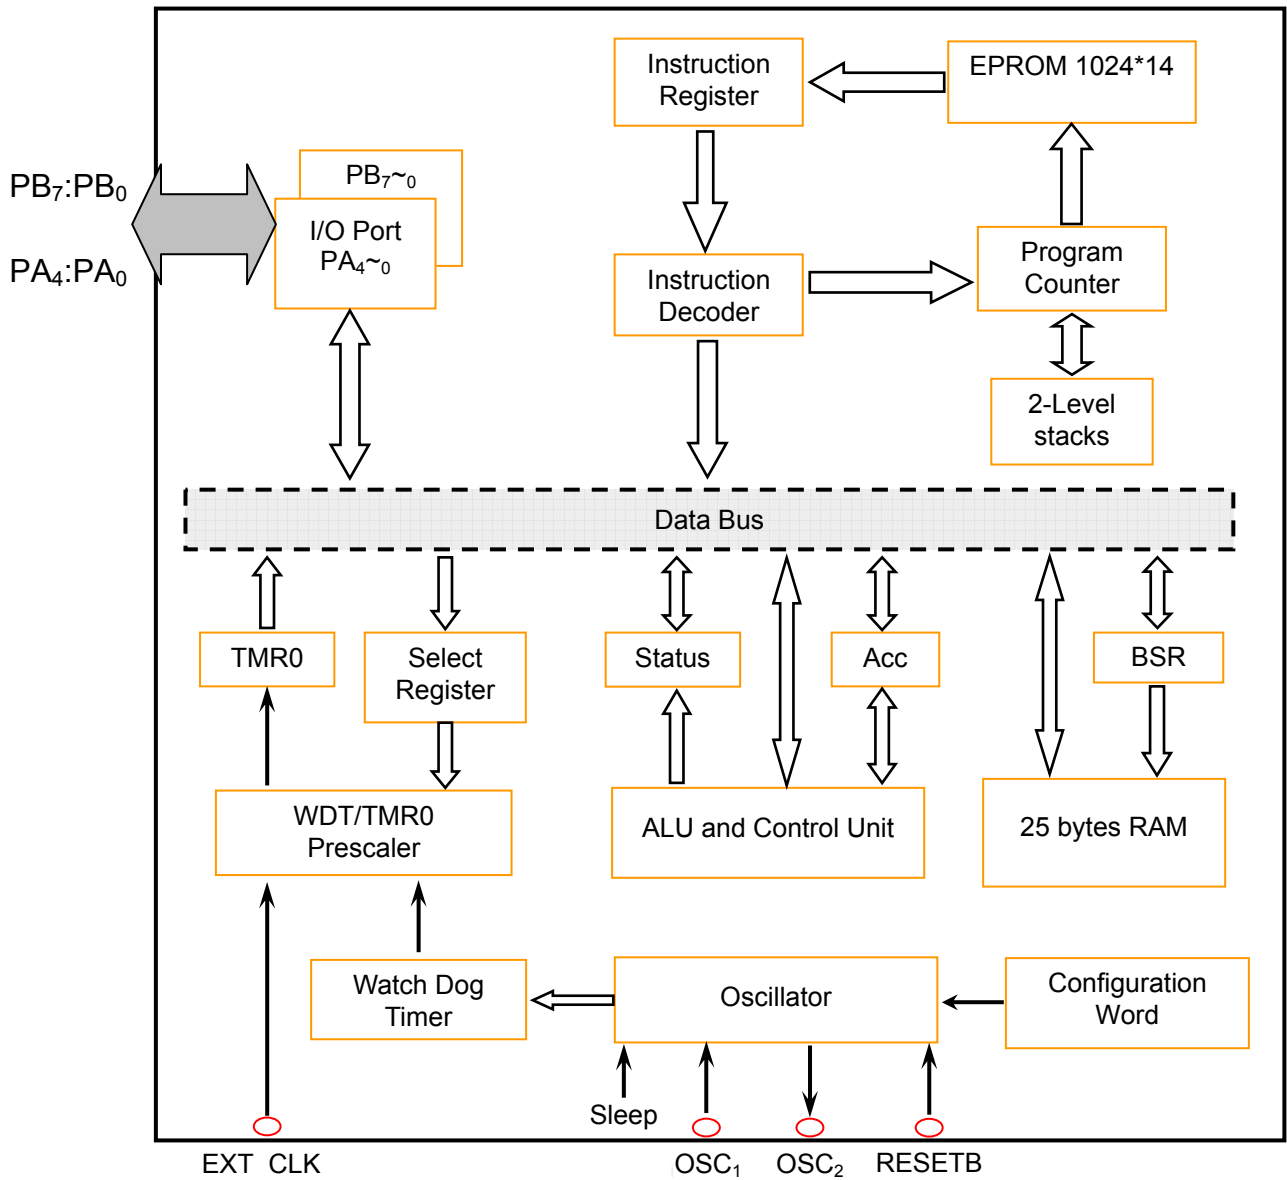 Instruction
Register
EPROM 1024*14
PB₇:PB₀
PA₄:PA₀
PB₇~₀
I/O Port
PA₄~₀
Instruction
Decoder
Program
Counter
2-Level
stacks
Data Bus
TMR0
Select
Register
Status
Acc
BSR
WDT/TMR0
Prescaler
ALU and Control Unit
25 bytes RAM
Watch Dog
Timer
Oscillator
Configuration
Word
Sleep
EXT CLK
OSC₁
OSC₂
RESETB